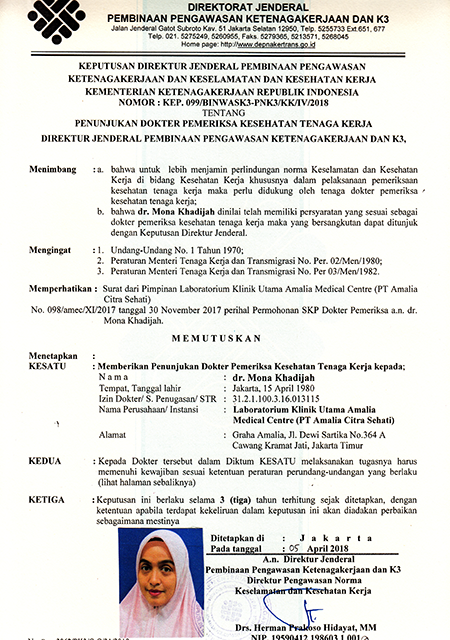 DIREKTORAT JENDERAL
PEMBINAAN PENGAWASAN KETENAGAKERJAAN DAN K3
Jalan Jenderal Gatot Subroto Kav. 51 Jakarta Selatan 12950, Telp. 5255733 Ext.651, 677
Telp. 021. 5275249, 5260955, Faks. 5279365, 5213571, 5268045
Home page: http://www.depnakertrans.go.id
KEPUTUSAN DIREKTUR JENDERAL PEMBINAAN PENGAWASAN
KETENAGAKERJAAN DAN KESELAMATAN DAN KESEHATAN KERJA
KEMENTERIAN KETENAGAKERJAAN REPUBLIK INDONESIA
NOMOR : KEP. 099/BINWASK3-PNK3/KK/IV/2018
TENTANG
PENUNJUKAN DOKTER PEMERIKSA KESEHATAN TENAGA KERJA
DIREKTUR JENDERAL PEMBINAAN PENGAWASAN KETENAGAKERJAAN DAN K3,
Menimbang : a. bahwa untuk lebih menjamin perlindungan norma Keselamatan dan Kesehatan
Kerja di bidang Kesehatan Kerja khususnya dalam pelaksanaan pemeriksaan
kesehatan tenaga kerja maka perlu didukung oleh tenaga dokter pemeriksa
kesehatan tenaga kerja;
b. bahwa dr. Mona Khadijah dinilai telah memiliki persyaratan yang sesuai sebagai
dokter pemeriksa kesehatan tenaga kerja maka yang bersangkutan dapat ditunjuk
dengan Keputusan Direktur Jenderal.
Mengingat : 1. Undang-Undang No. 1 Tahun 1970;
2. Peraturan Menteri Tenaga Kerja dan Transmigrasi No. Per. 02/Men/1980;
3. Peraturan Menteri Tenaga Kerja dan Transmigrasi No. Per 03/Men/1982.
Memperhatikan : Surat dari Pimpinan Laboratorium Klinik Utama Amalia Medical Centre (PT Amalia
Citra Sehati)
No. 098/amec/XI/2017 tanggal 30 November 2017 perihal Permohonan SKP Dokter Pemeriksa a.n. dr.
Mona Khadijah.
M E M U T U S K A N
Menetapkan :
KESATU : Memberikan Penunjukan Dokter Pemeriksa Kesehatan Tenaga Kerja kepada;
N a m a : dr. Mona Khadijah
Tempat, Tanggal lahir : Jakarta, 15 April 1980
Izin Dokter/ S. Penugasan/ STR : 31.2.1.100.3.16.013115
Nama Perusahaan/ Instansi : Laboratorium Klinik Utama Amalia
Medical Centre (PT Amalia Citra Sehati)
Alamat : Graha Amalia, Jl. Dewi Sartika No.364 A
Cawang Kramat Jati, Jakarta Timur
KEDUA : Kepada Dokter tersebut dalam Diktum KESATU melaksanakan tugasnya harus
memenuhi kewajiban sesuai ketentuan peraturan perundang-undangan yang berlaku
(lihat halaman sebaliknya)
KETIGA : Keputusan ini berlaku selama 3 (tiga) tahun terhitung sejak ditetapkan, dengan
ketentuan apabila terdapat kekeliruan dalam keputusan ini akan diadakan perbaikan
sebagaimana mestinya
Ditetapkan di : J a k a r t a
Pada tanggal : 05 April 2018
A.n. Direktur Jenderal
Pembinaan Pengawasan Ketenagakerjaan dan K3
Direktur Pengawasan Norma
Keselamatan dan Kesehatan Kerja
Drs. Herman Prakoso Hidayat, MM
NIP. 19590412 198603 1 001